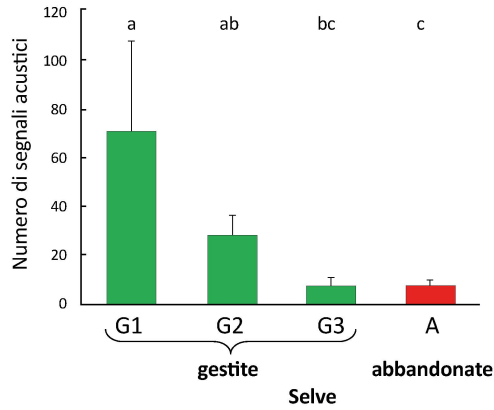 a ab bc c
Numero di segnali acustici
120
100
80
60
40
20
0
G1 G2 G3 A
gestite abbandonate
Selve